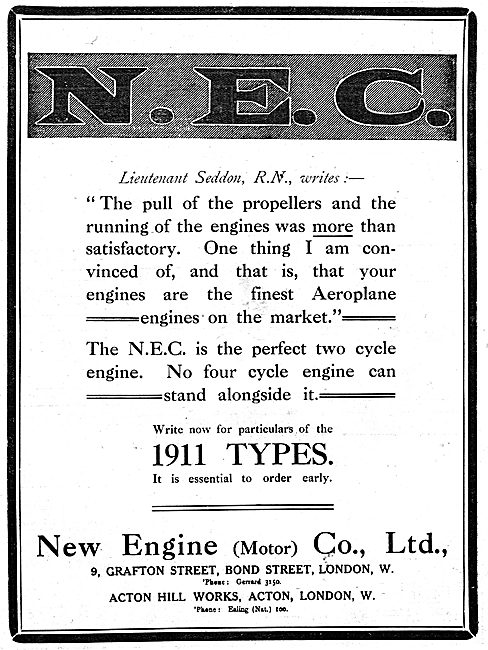 N.E.C.
Lieutenant Seddon, R.N., writes :—
“ The pull of the propellers and the
running of the engines was more than
satisfactory. One thing I am con-
vinced of, and that is, that your
engines are the finest Aeroplane
engines on the market.”
The N.E.C. is the perfect two cycle
engine. No four cycle engine can
stand alongside it.
Write now for particulars of the
1911 TYPES.
It is essential to order early.
New Engine (Motor) Co., Ltd.,
9, GRAFTON STREET, BOND STREET, LONDON, W.
'Phone: Gerrard 3150.
ACTON HILL WORKS, ACTON, LONDON, W.
'Phone: Ealing (Nat.) 100.